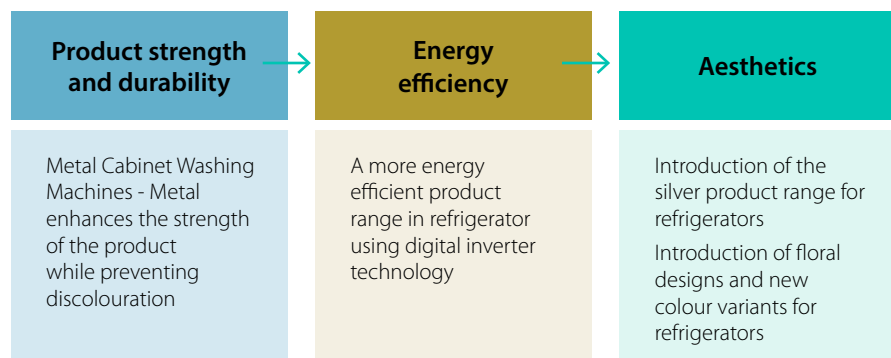 Product strength
and durability
Energy
efficiency
Aesthetics
Metal Cabinet Washing
Machines - Metal
enhances the strength
of the product
while preventing
discolouration
A more energy
efficient product
range in refrigerator
using digital inverter
technology
Introduction of the
silver product range for
refrigerators
Introduction of floral
designs and new
colour variants for
refrigerators